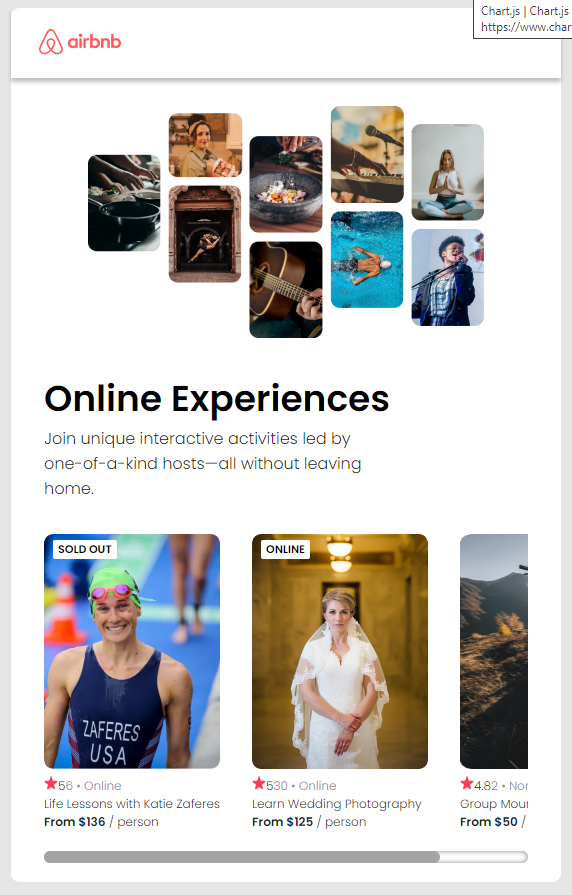 Chart.js | Chart.js
https://www.char
airbnb
Online Experiences
Join unique interactive activities led by
one-of-a-kind hosts—all without leaving
home.
SOLD OUT
ONLINE
ZAFERES
USA
56 • Online
530 • Online
4.82 • Nor
Life Lessons with Katie Zaferes
Learn Wedding Photography
Group Mour
From $136 / person
From $125 / person
From $50 /